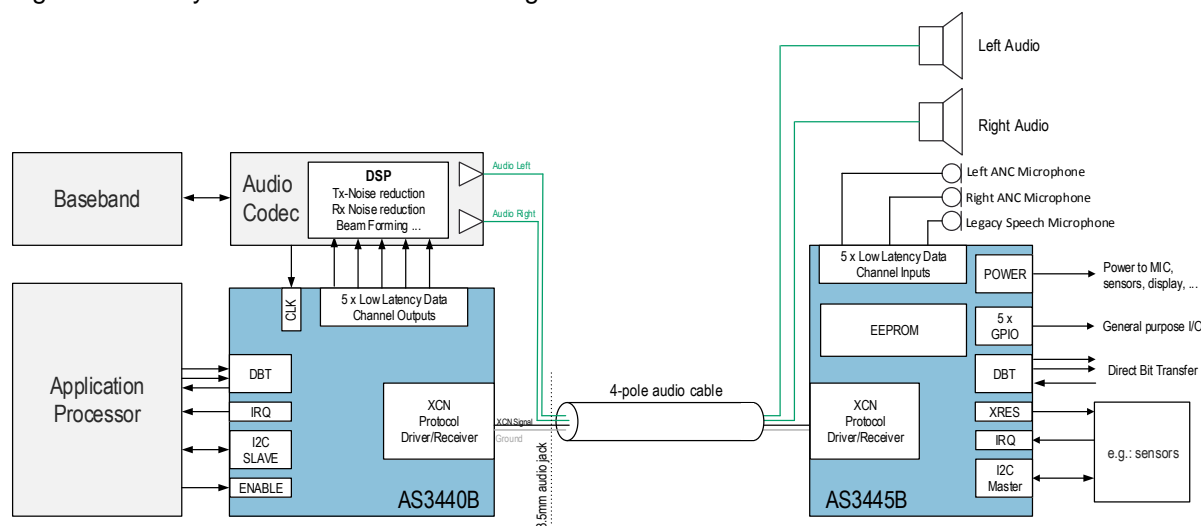 Left Audio
Right Audio
Left ANC Microphone
Right ANC Microphone
Legacy Speech Microphone
Baseband
Audio
Codec
DSP
Tx-Noise reduction
Rx Noise reduction
Beam Forming ...
Audio Left
Audio Right
CLK
5 x Low Latency Data
Channel Outputs
Application
Processor
DBT
IRQ
I2C
SLAVE
ENABLE
XCN
Protocol
Driver/Receiver
AS3440B
XCN Signal
Ground
3.5mm audio jack
4-pole audio cable
5 x Low Latency Data
Channel Inputs
EEPROM
XCN
Protocol
Driver/Receiver
AS3445B
POWER
Power to MIC,
sensors, display, ...
5 x
GPIO
General purpose I/O
DBT
Direct Bit Transfer
XRES
IRQ
I2C
Master
e.g.: sensors